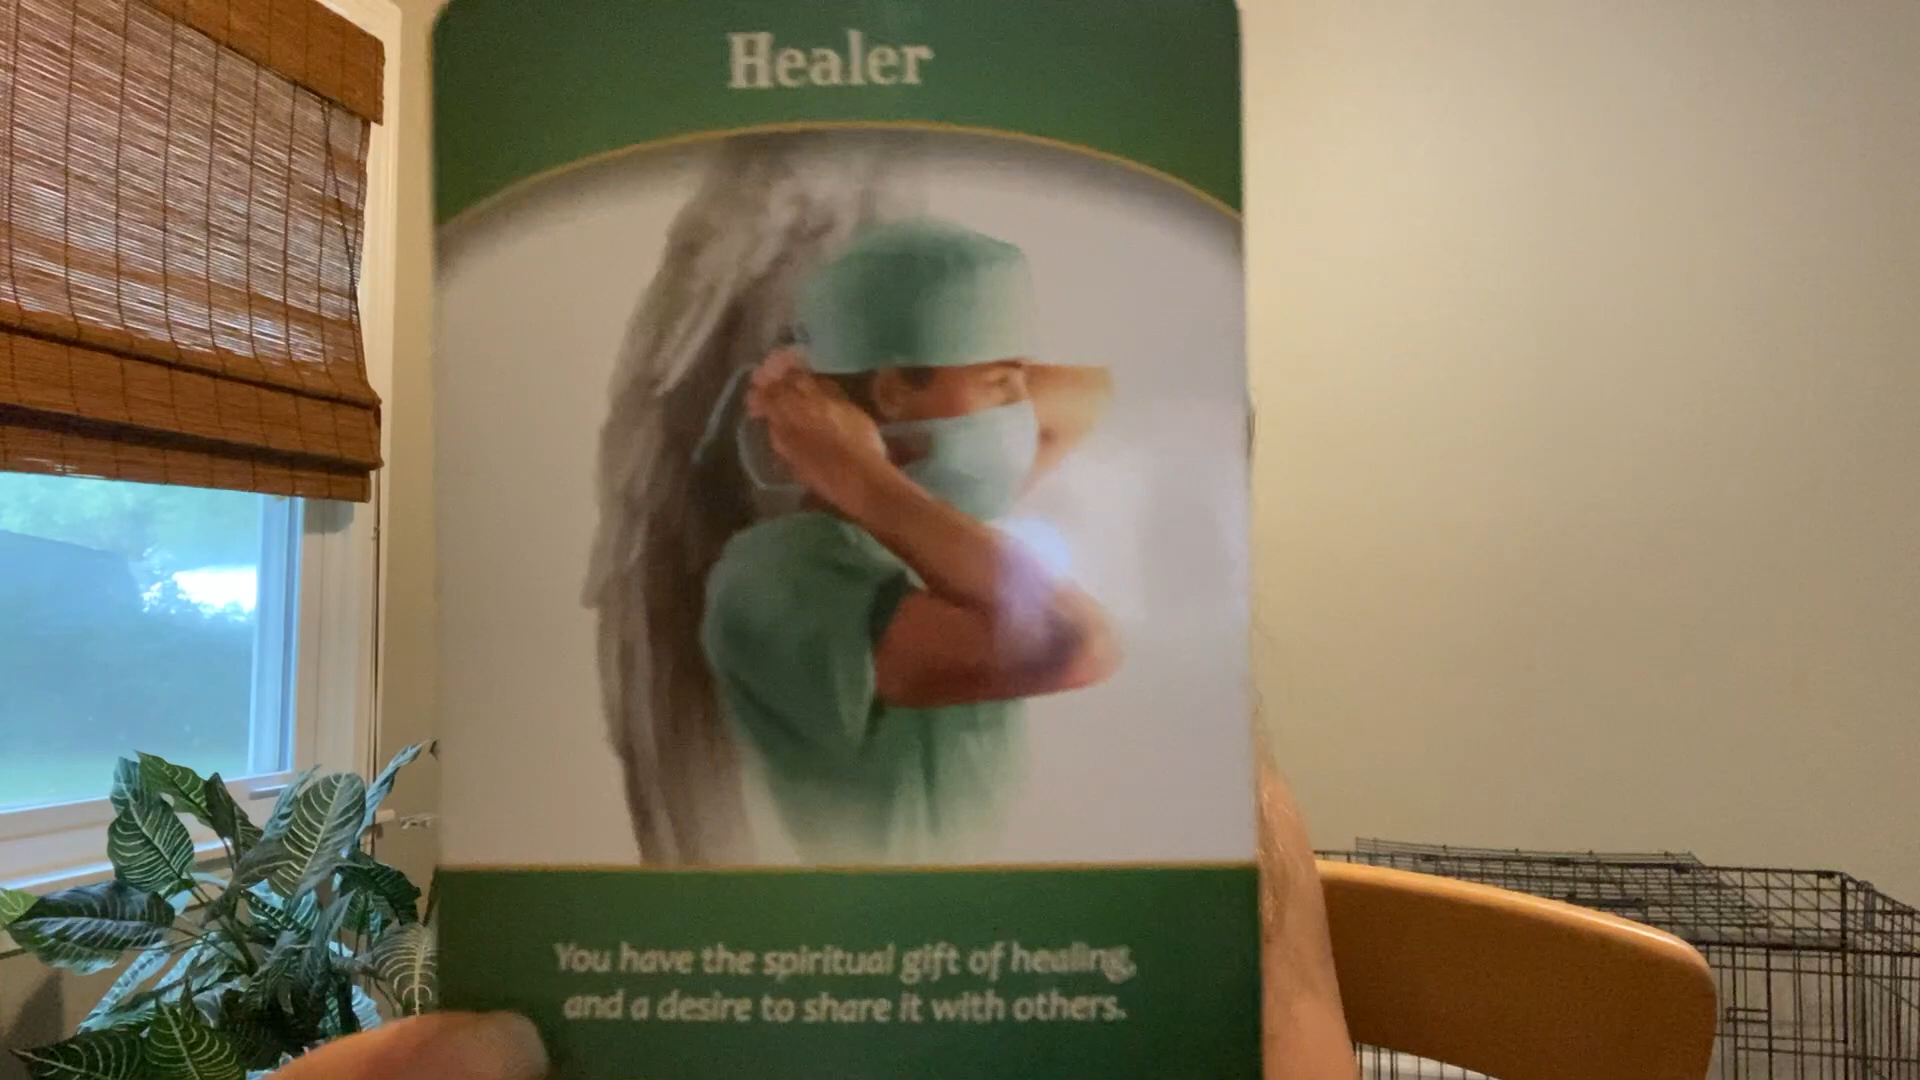 Healer
You have the spiritual gift of healing,
and a desire to share it with others.